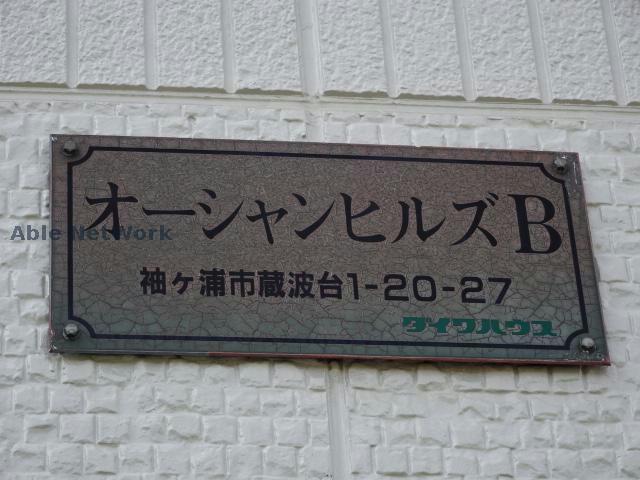 オーシャンヒルズB
Able NetWork
袖ヶ浦市蔵波台1-20-27
ダイワハウス